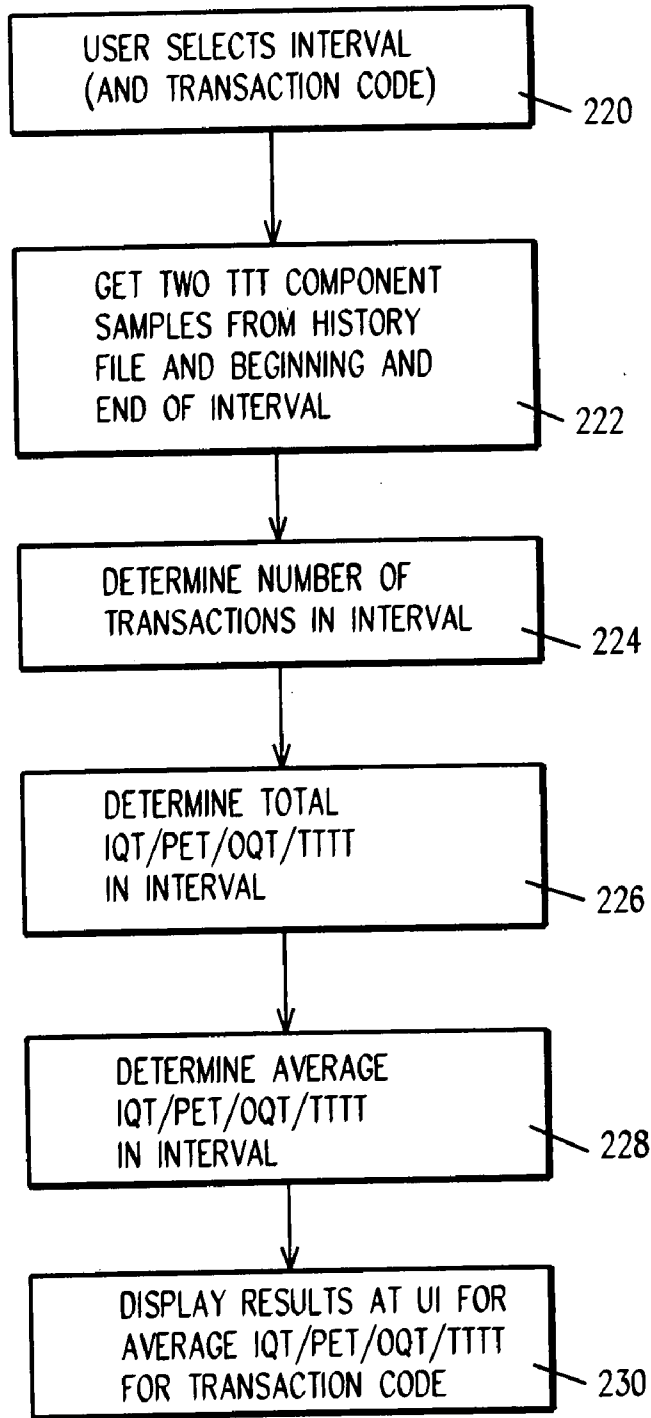 USER SELECTS INTERVAL
(AND TRANSACTION CODE)
220
GET TWO TTT COMPONENT
SAMPLES FROM HISTORY
FILE AND BEGINNING AND
END OF INTERVAL
222
DETERMINE NUMBER OF
TRANSACTIONS IN INTERVAL
224
DETERMINE TOTAL
IQT/PET/OQT/TTTT
IN INTERVAL
226
DETERMINE AVERAGE
IQT/PET/OQT/TTTT
IN INTERVAL
228
DISPLAY RESULTS AT UI FOR
AVERAGE IQT/PET/OQT/TTTT
FOR TRANSACTION CODE
230